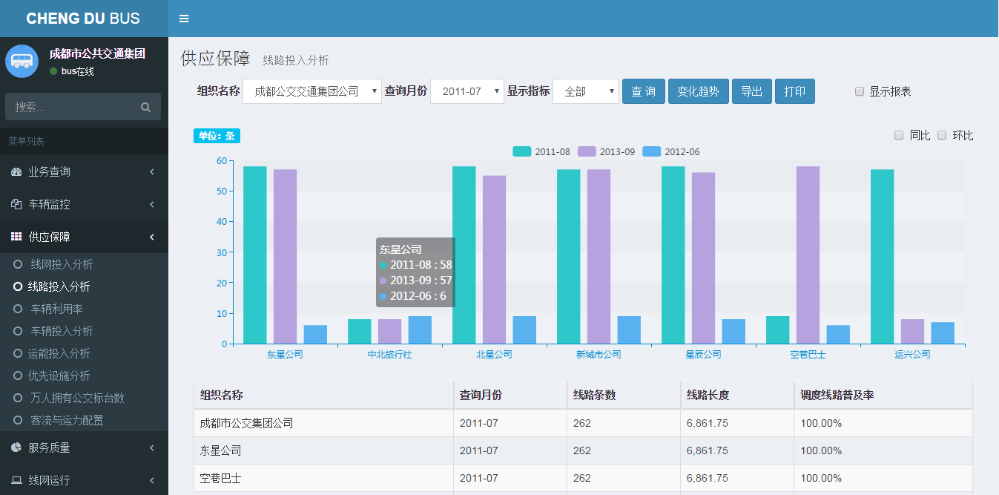 CHENG DU BUS
成都市公共交通集团
bus在线
搜索...
菜单列表
业务查询
车辆监控
供应保障
线网投入分析
线路投入分析
车辆利用率
车辆投入分析
运能投入分析
优先设施分析
万人拥有公交标台数
客流与运力配置
服务质量
线网运行
供应保障 线路投入分析
组织名称 成都公交交通集团公司 查询月份 2011-07 显示指标 全部 查 询 变化趋势 导出 打印 显示报表
单位: 条 同比 环比
2011-08 2013-09 2012-06
60
50
40
30
20
10
0
东星公司
2011-08 : 58
2013-09 : 57
2012-06 : 6
东星公司 中北旅行社 北星公司 新城市公司 星辰公司 空巷巴士 运兴公司
组织名称 查询月份 线路条数 线路长度 调度线路普及率
成都市公交集团公司 2011-07 262 6,861.75 100.00%
东星公司 2011-07 262 6,861.75 100.00%
空巷巴士 2011-07 262 6,861.75 100.00%